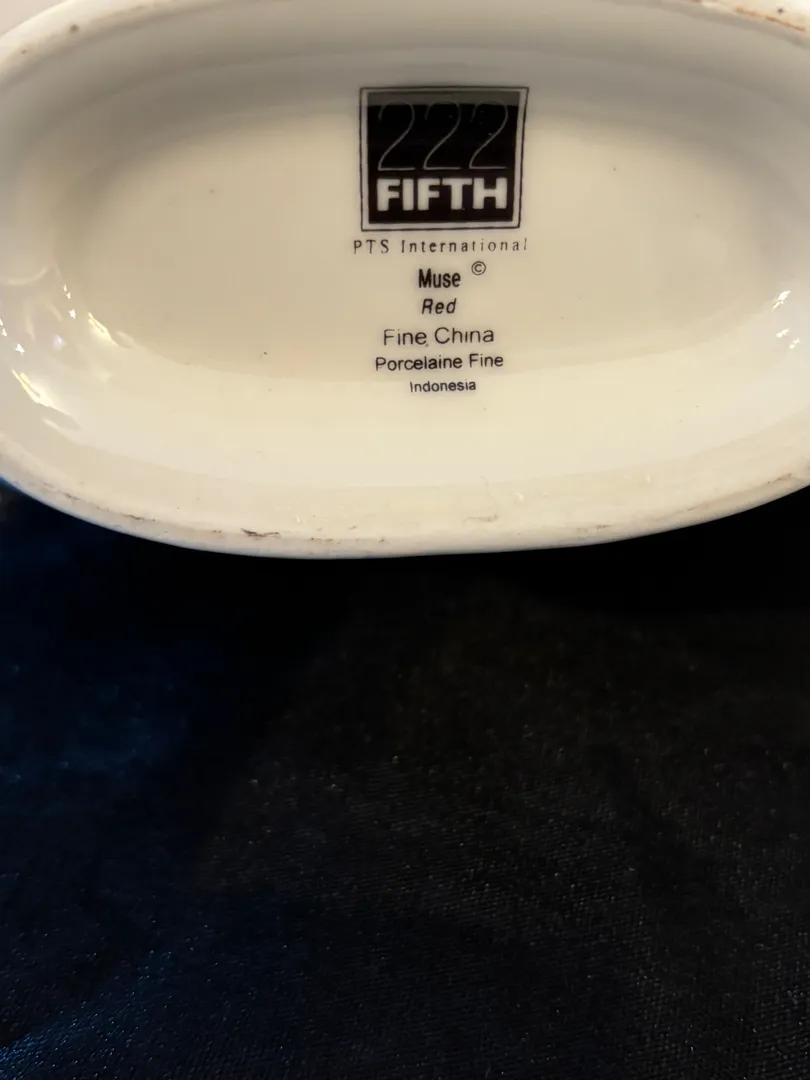 222
FIFTH
PTS International
Muse ©
Red
Fine China
Porcelaine Fine
Indonesia